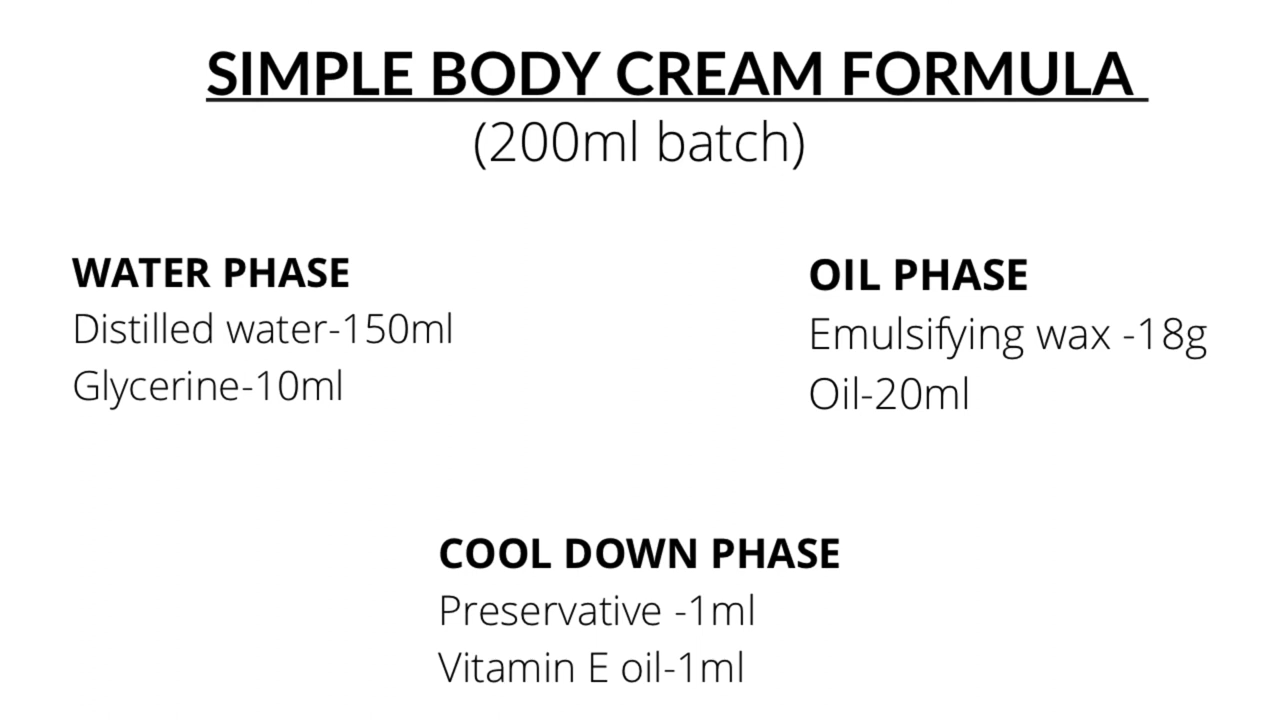 SIMPLE BODY CREAM FORMULA
(200ml batch)
WATER PHASE
Distilled water-150ml
Glycerine-10ml
OIL PHASE
Emulsifying wax -18g
Oil-20ml
COOL DOWN PHASE
Preservative -1ml
Vitamin E oil-1ml